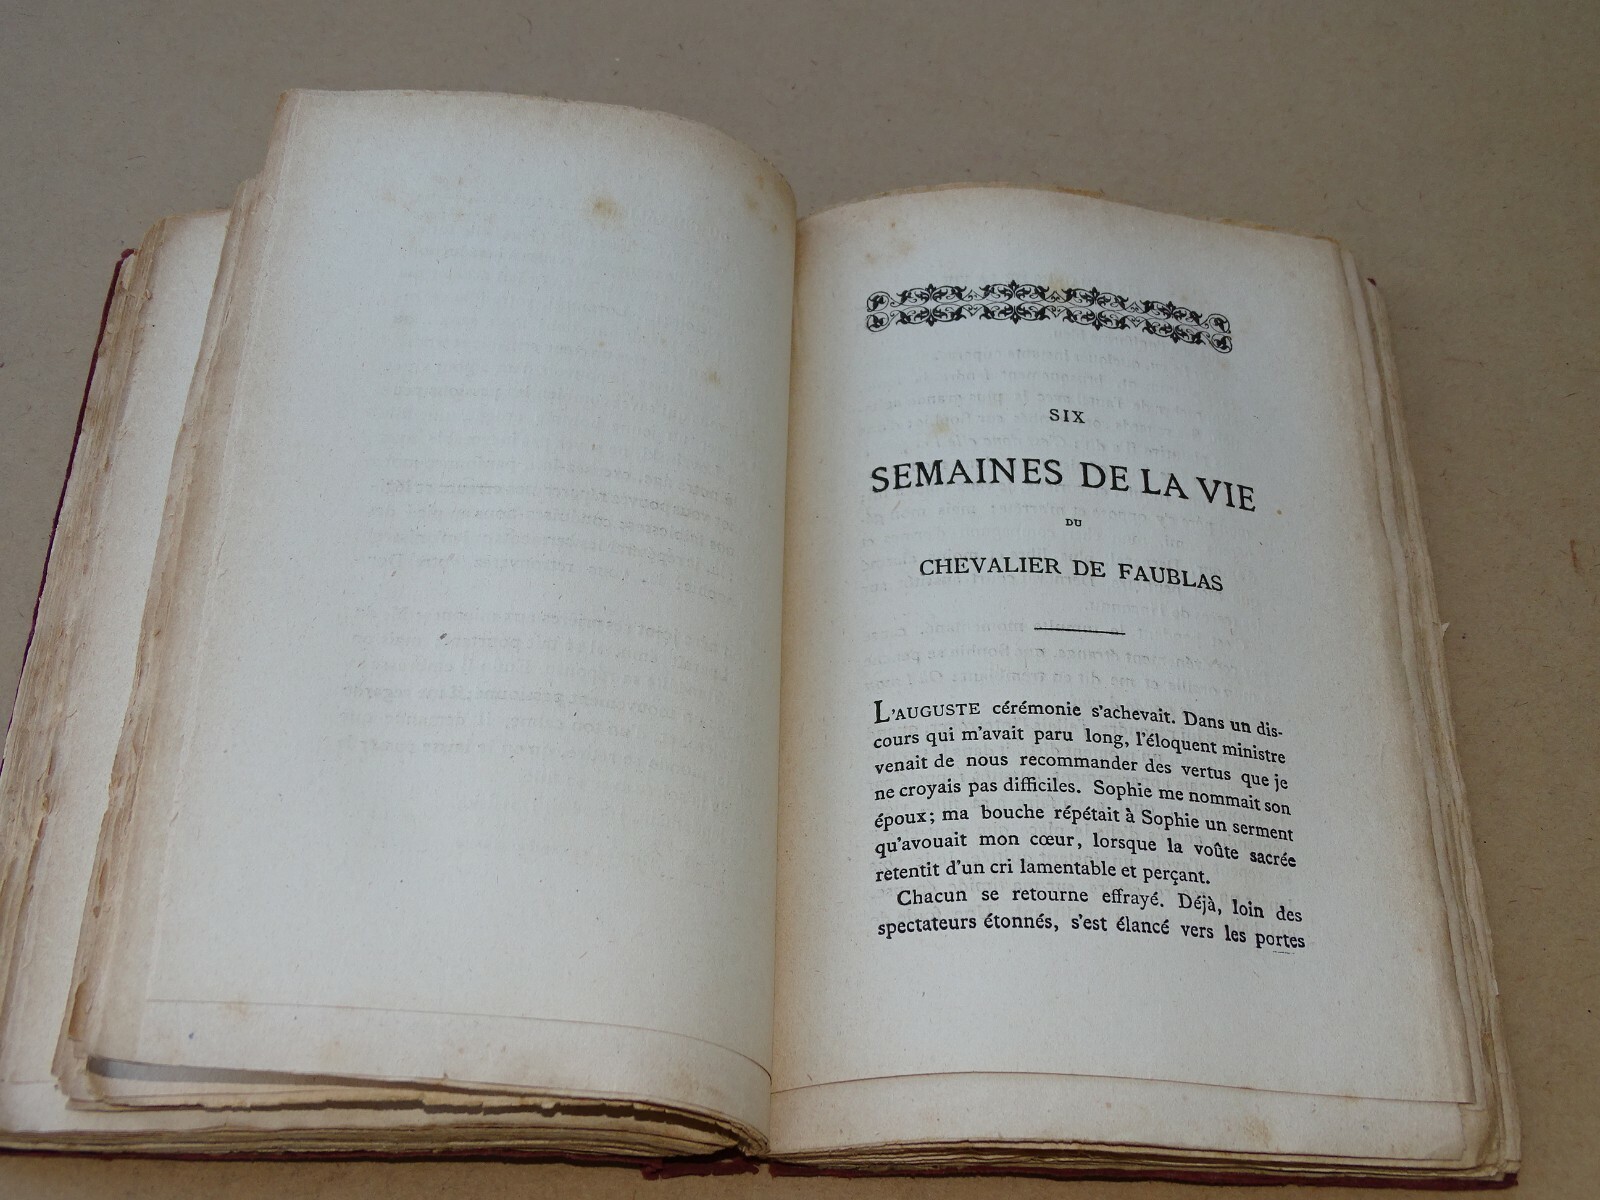 SIX
SEMAINES DE LA VIE
DU
CHEVALIER DE FAUBLAS
L'AUGUSTE cérémonie s'achevait. Dans un dis-
cours qui m'avait paru long, l'éloquent ministre
venait de nous recommander des vertus que je
ne croyais pas difficiles. Sophie me nommait son
époux; ma bouche répétait à Sophie un serment
qu'avouait mon cœur, lorsque la voûte sacrée
retentit d'un cri lamentable et perçant.
Chacun se retourne effrayé. Déjà, loin des
spectateurs étonnés, s'est élancé vers les portes